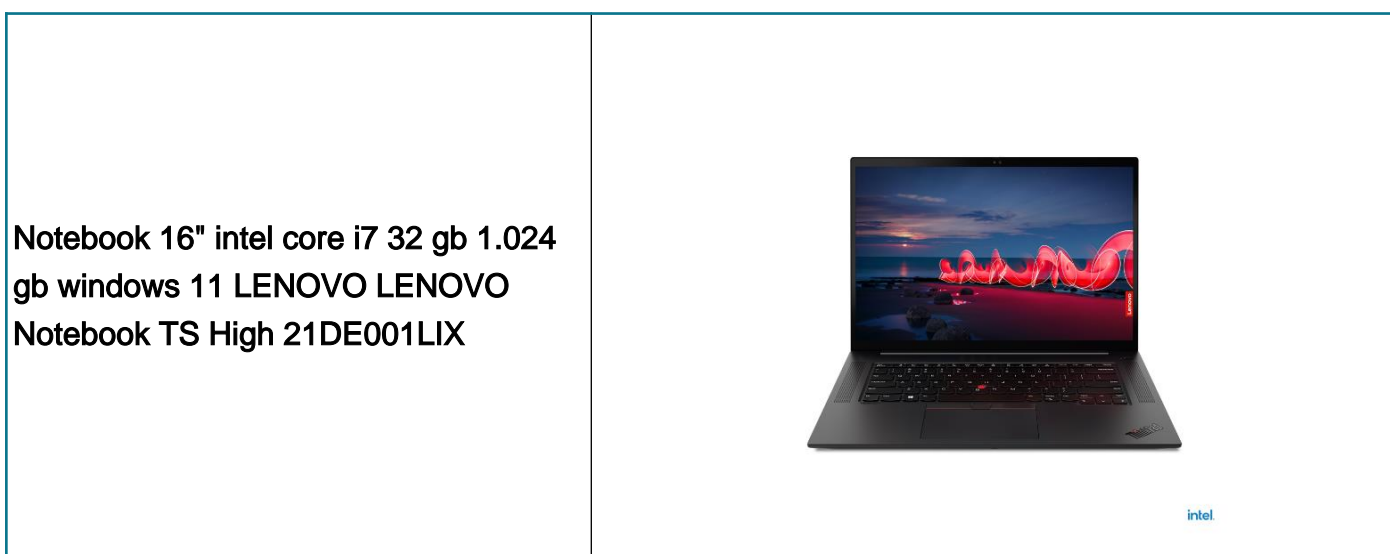 Notebook 16" intel core i7 32 gb 1.024
gb windows 11 LENOVO LENOVO
Notebook TS High 21DE001LIX
Lenovo
intel.